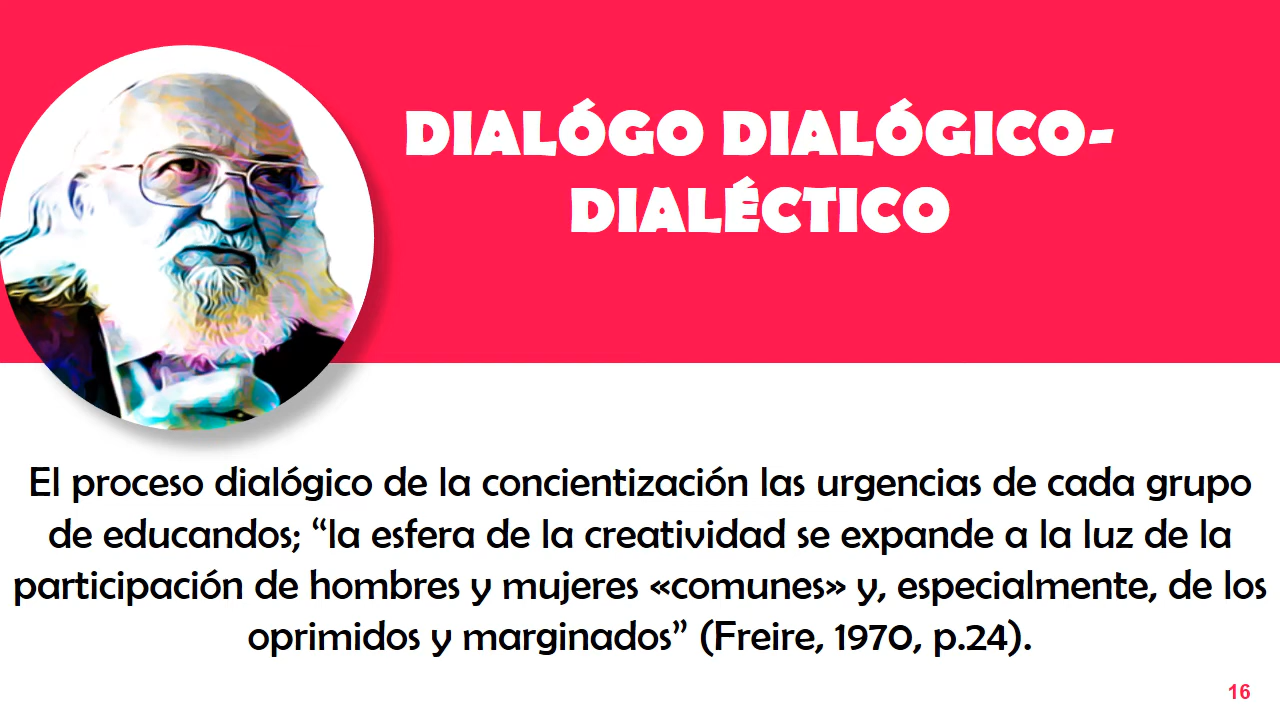 DIALÓGO DIALÓGICO-
DIALÉCTICO
El proceso dialógico de la concientización las urgencias de cada grupo
de educandos; “la esfera de la creatividad se expande a la luz de la
participación de hombres y mujeres «comunes» y, especialmente, de los
oprimidos y marginados” (Freire, 1970, p.24).
16